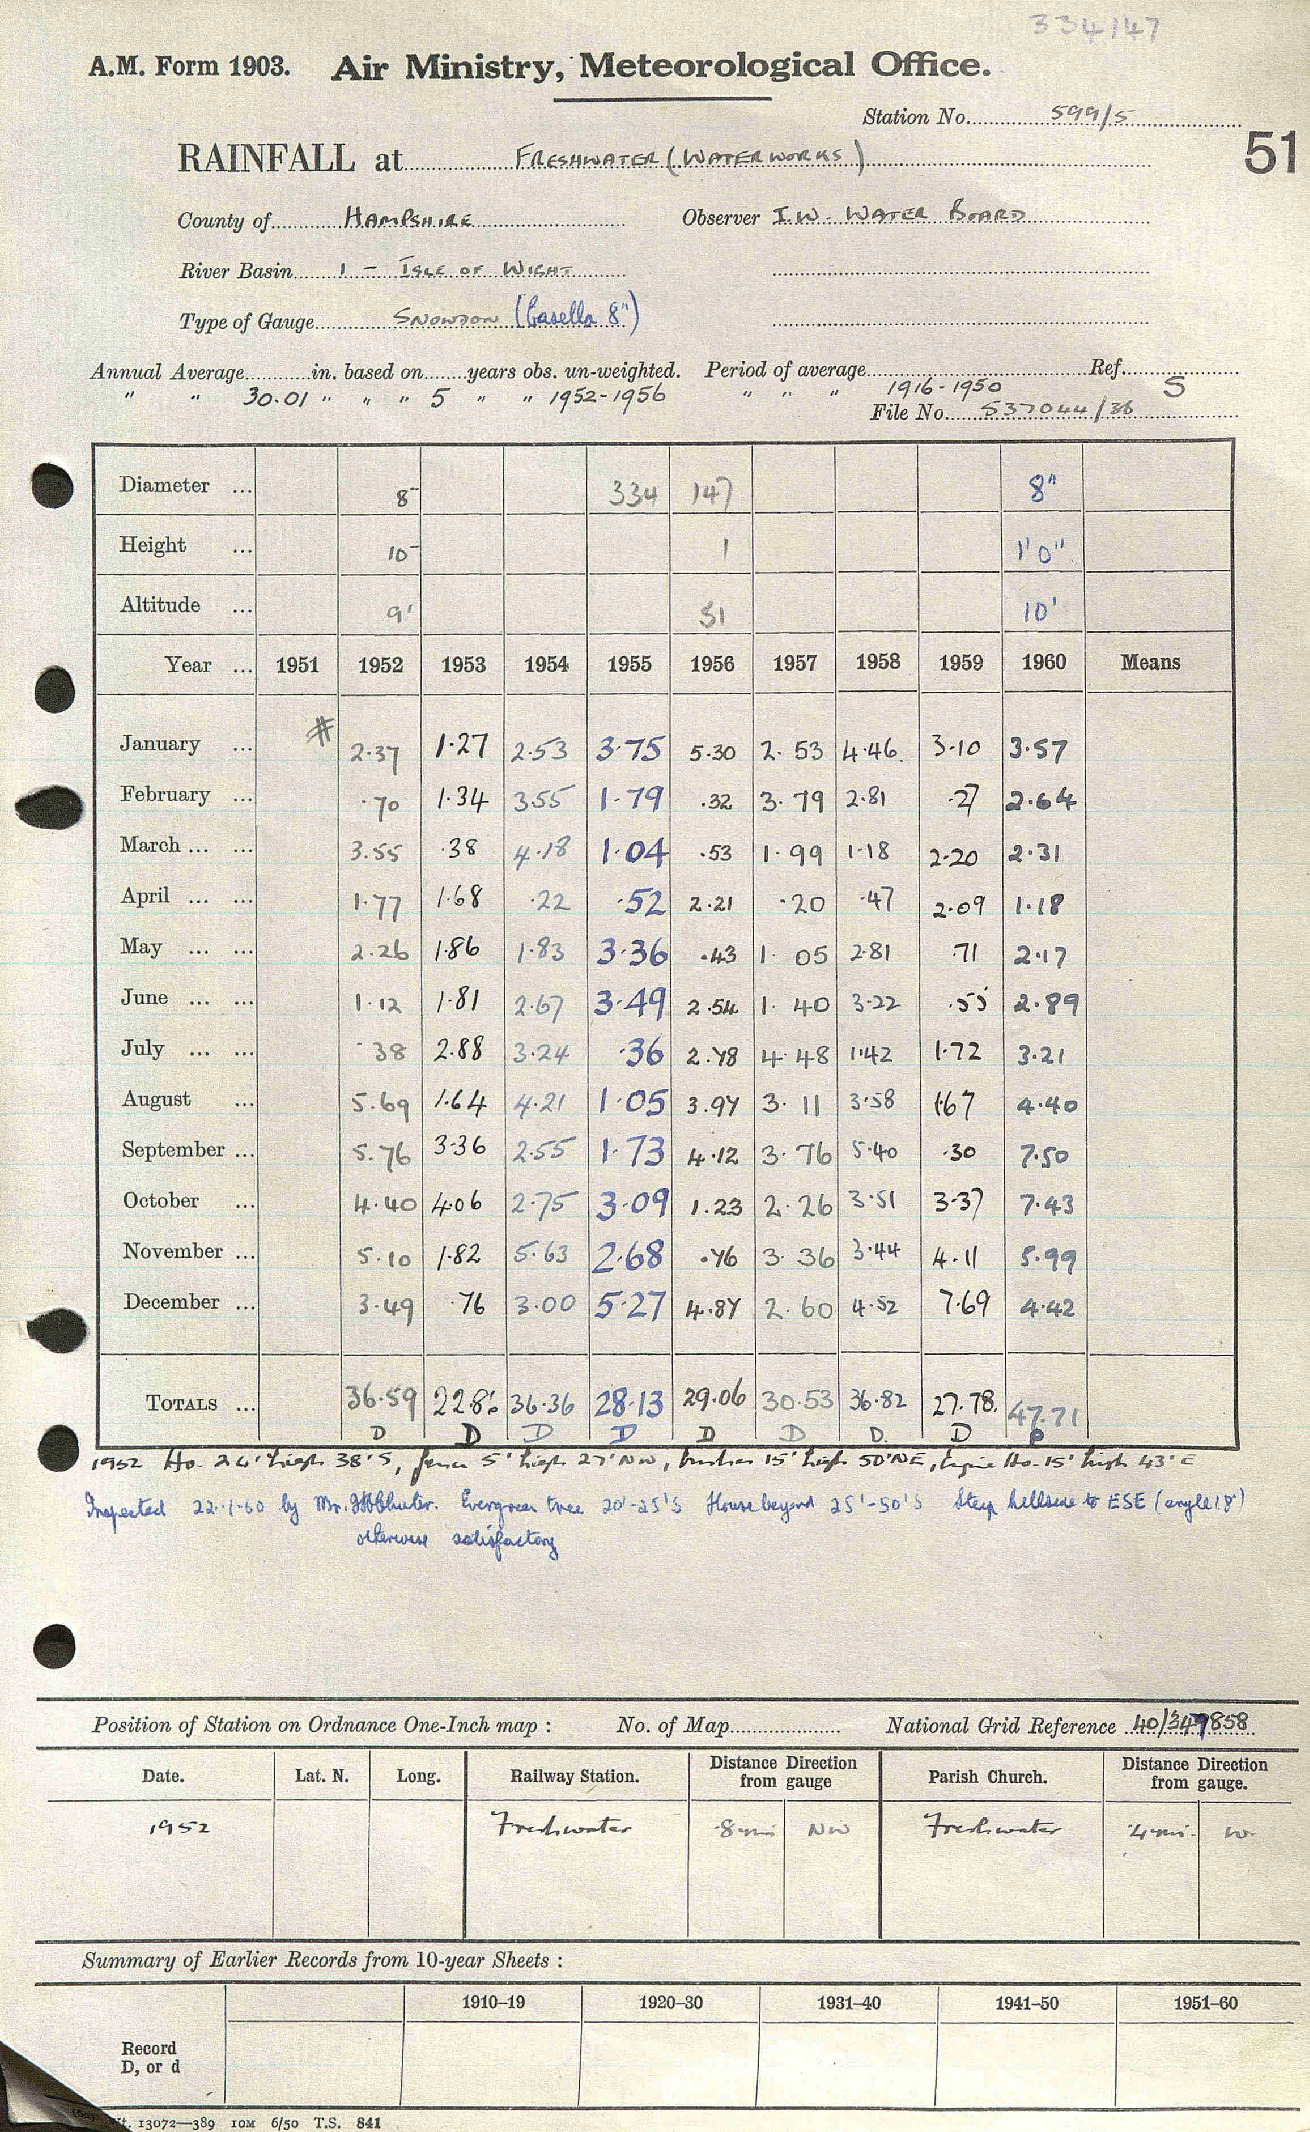 334/147
A.M. Form 1903. Air Ministry, Meteorological Office.
Station No. 599/5
51
RAINFALL at FRESHWATER (WATERWORKS)
County of HAMPSHIRE Observer I.W. WATER BOARD
River Basin 1 - ISLE OF WIGHT
Type of Gauge SNOWDON (Casella 8")
Annual Average in. based on years obs. un-weighted. Period of average Ref.
" " 30.01 " " " 5 " " 1952-1956 " " " 1916-1950 S
File No. 537044/36
Diameter ... 8" 334 147 8"
Height ... 10" 1 1'0"
Altitude ... 9' 31 10'
Year ... 1951 1952 1953 1954 1955 1956 1957 1958 1959 1960 Means
January ... # 2.37 1.27 2.53 3.75 5.30 2.53 4.46 3.10 3.57
February ... .70 1.34 3.55 1.79 .32 3.79 2.81 .27 2.64
March ... ... 3.55 .38 4.18 1.04 .53 1.99 1.18 2.20 2.31
April ... ... 1.77 1.68 .22 .52 2.21 .20 .47 2.09 1.18
May ... ... 2.26 1.86 1.83 3.36 .43 1.05 2.81 .71 2.17
June ... ... 1.12 1.81 2.67 3.49 2.54 1.40 3.22 .55 2.89
July ... ... .38 2.88 3.24 .36 2.78 4.48 1.42 1.72 3.21
August ... 5.69 1.64 4.21 1.05 3.97 3.11 3.58 1.67 4.40
September ... 5.76 3.36 2.55 1.73 4.12 3.76 5.40 .30 7.50
October ... 4.40 4.06 2.75 3.09 1.23 2.26 3.51 3.37 7.43
November ... 5.10 1.82 5.63 2.68 .76 3.36 3.44 4.11 5.99
December ... 3.49 .76 3.00 5.27 4.87 2.60 4.52 7.69 4.42
TOTALS ... 36.59 22.86 36.36 28.13 29.06 30.53 36.82 27.78 47.71
D D D D D D D D D
1952 Ho. 24' high 38' S, fence 5' high 27' NW, bushes 15' high 50' NE, Engine Ho. 15' high 43' E
Inspected 22.1.60 by Mr. Evergreen tree 20'-25' S House beyond 25'-50' S Steep hillside to ESE (angle 18°)
otherwise satisfactory
Position of Station on Ordnance One-Inch map : No. of Map National Grid Reference 40/347858
Date. Lat. N. Long. Railway Station. Distance Direction from gauge Parish Church. Distance Direction from gauge.
1952 Freshwater .8 mi NW Freshwater .4 mi. W.
Summary of Earlier Records from 10-year Sheets :
1910–19 1920–30 1931–40 1941–50 1951–60
Record
D, or d
13072—389 10M 6/50 T.S. 841